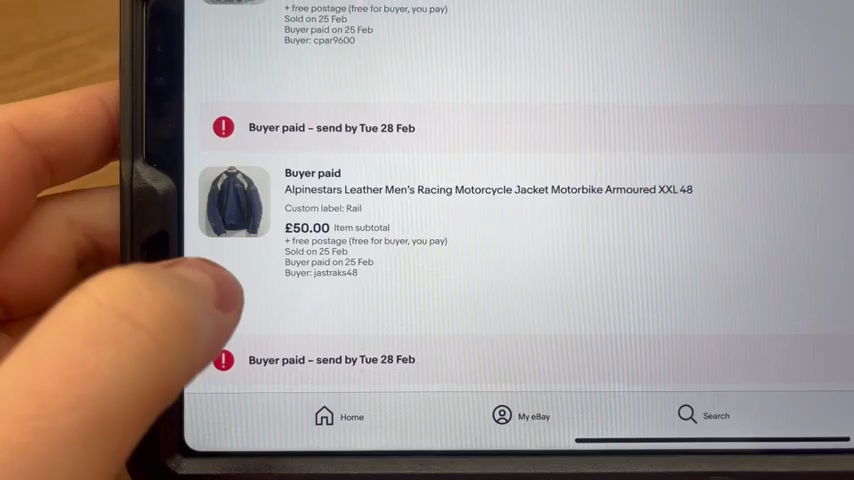 + free postage (free for buyer, you pay)
Sold on 25 Feb
Buyer paid on 25 Feb
Buyer: cpar9600
Buyer paid – send by Tue 28 Feb
Buyer paid
Alpinestars Leather Men's Racing Motorcycle Jacket Motorbike Armoured XXL 48
Custom label: Rail
£50.00 Item subtotal
+ free postage (free for buyer, you pay)
Sold on 25 Feb
Buyer paid on 25 Feb
Buyer: jastraks48
Buyer paid – send by Tue 28 Feb
Home
My eBay
Search